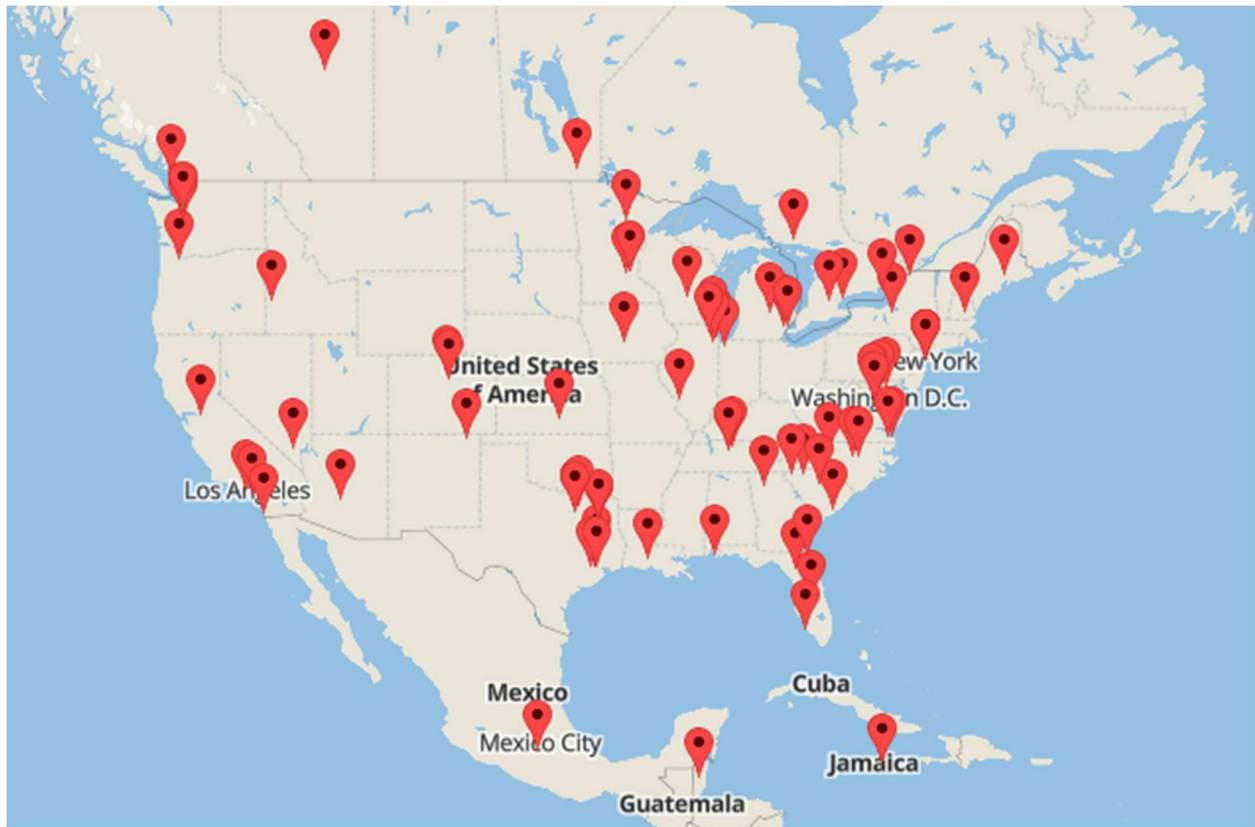 United States
of America
New York
Washington D.C.
Los Angeles
Mexico
Mexico City
Cuba
Jamaica
Guatemala